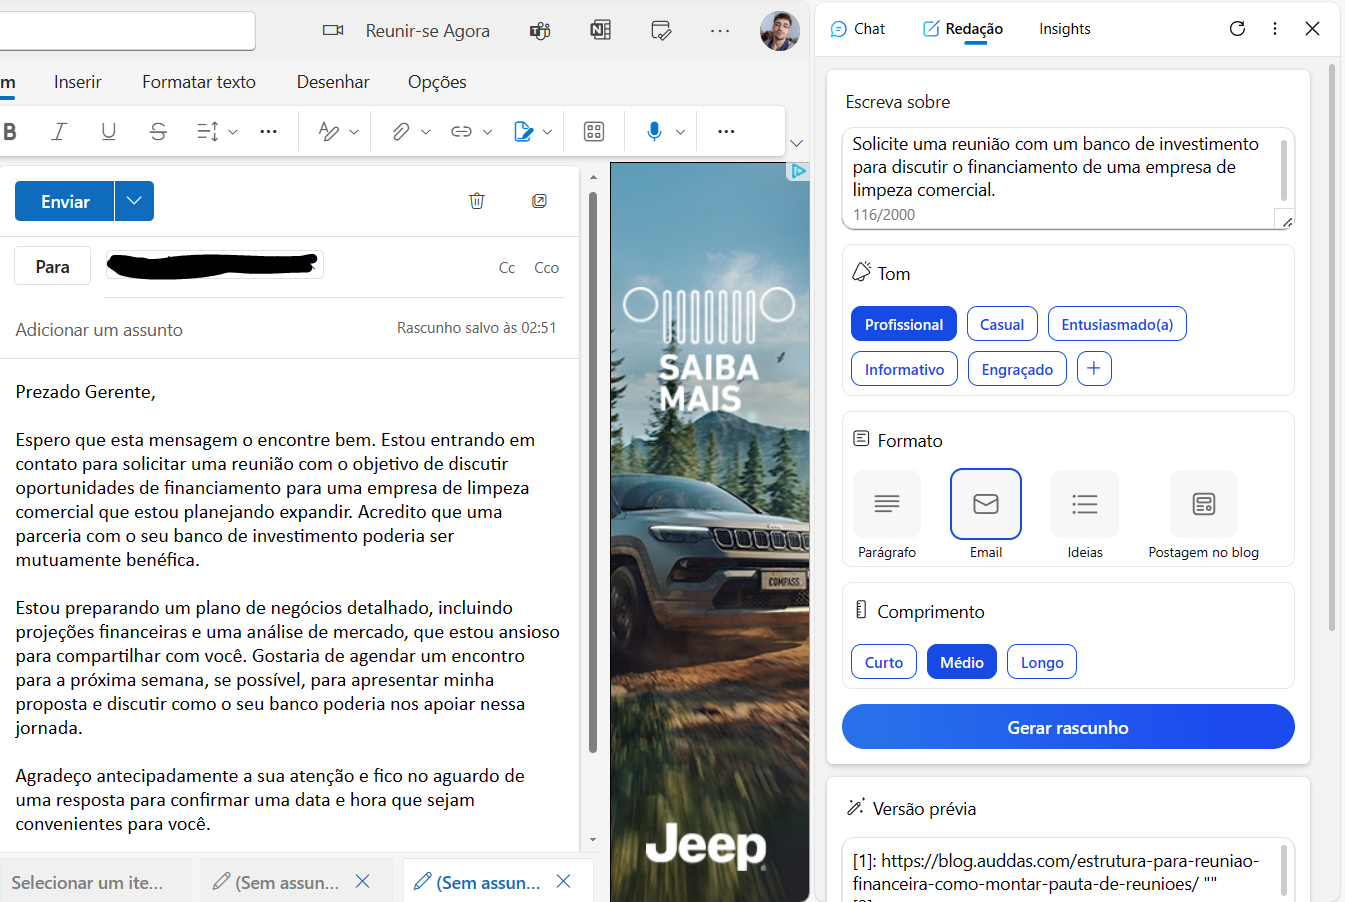 Reunir-se Agora
m
Inserir
Formatar texto
Desenhar
Opções
Enviar
Para
Cc
Cco
Adicionar um assunto
Rascunho salvo às 02:51
Prezado Gerente,
Espero que esta mensagem o encontre bem. Estou entrando em
contato para solicitar uma reunião com o objetivo de discutir
oportunidades de financiamento para uma empresa de limpeza
comercial que estou planejando expandir. Acredito que uma
parceria com o seu banco de investimento poderia ser
mutuamente benéfica.
Estou preparando um plano de negócios detalhado, incluindo
projeções financeiras e uma análise de mercado, que estou ansioso
para compartilhar com você. Gostaria de agendar um encontro
para a próxima semana, se possível, para apresentar minha
proposta e discutir como o seu banco poderia nos apoiar nessa
jornada.
Agradeço antecipadamente a sua atenção e fico no aguardo de
uma resposta para confirmar uma data e hora que sejam
convenientes para você.
Selecionar um ite...
(Sem assun...
(Sem assun...
SAIBA
MAIS
COMPASS
Jeep
Chat
Redação
Insights
Escreva sobre
Solicite uma reunião com um banco de investimento
para discutir o financiamento de uma empresa de
limpeza comercial.
116/2000
Tom
Profissional
Casual
Entusiasmado(a)
Informativo
Engraçado
Formato
Parágrafo
Email
Ideias
Postagem no blog
Comprimento
Curto
Médio
Longo
Gerar rascunho
Versão prévia
[1]: https://blog.auddas.com/estrutura-para-reuniao-
financeira-como-montar-pauta-de-reunioes/ ""